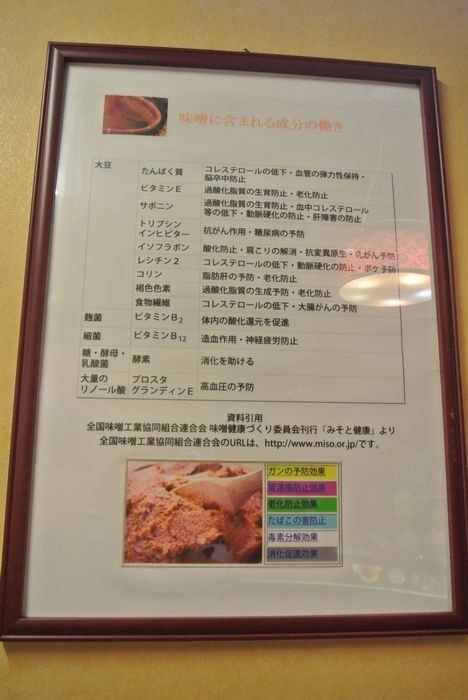 味噌に含まれる成分の働き
大豆 たんぱく質 コレステロールの低下・血管の弾力性保持・
脳卒中防止
ビタミンE 過酸化脂質の生育防止・老化防止
サポニン 過酸化脂質の生育防止・血中コレステロール
等の低下・動脈硬化の防止・肝障害の防止
トリプシン
インヒビター 抗がん作用・糖尿病の予防
イソフラボン 酸化防止・肩こりの解消・抗変異原生・乳がん予防
レシチン2 コレステロールの低下・動脈硬化の防止・ボケ予防
コリン 脂肪肝の予防・老化防止
褐色色素 過酸化脂質の生成予防・老化防止
食物繊維 コレステロールの低下・大腸がんの予防
麹菌 ビタミンB2 体内の酸化還元を促進
細菌 ビタミンB12 造血作用・神経疲労防止
糖・酵母・
乳酸菌 酵素 消化を助ける
大量の
リノール酸 プロスタ
グランディンE 高血圧の予防
資料引用
全国味噌工業協同組合連合会 味噌健康づくり委員会刊行「みそと健康」より
全国味噌工業協同組合連合会のURLは、http://www.miso.or.jp/です。
ガンの予防効果
胃潰瘍防止効果
老化防止効果
たばこの害防止
毒素分解効果
消化促進効果